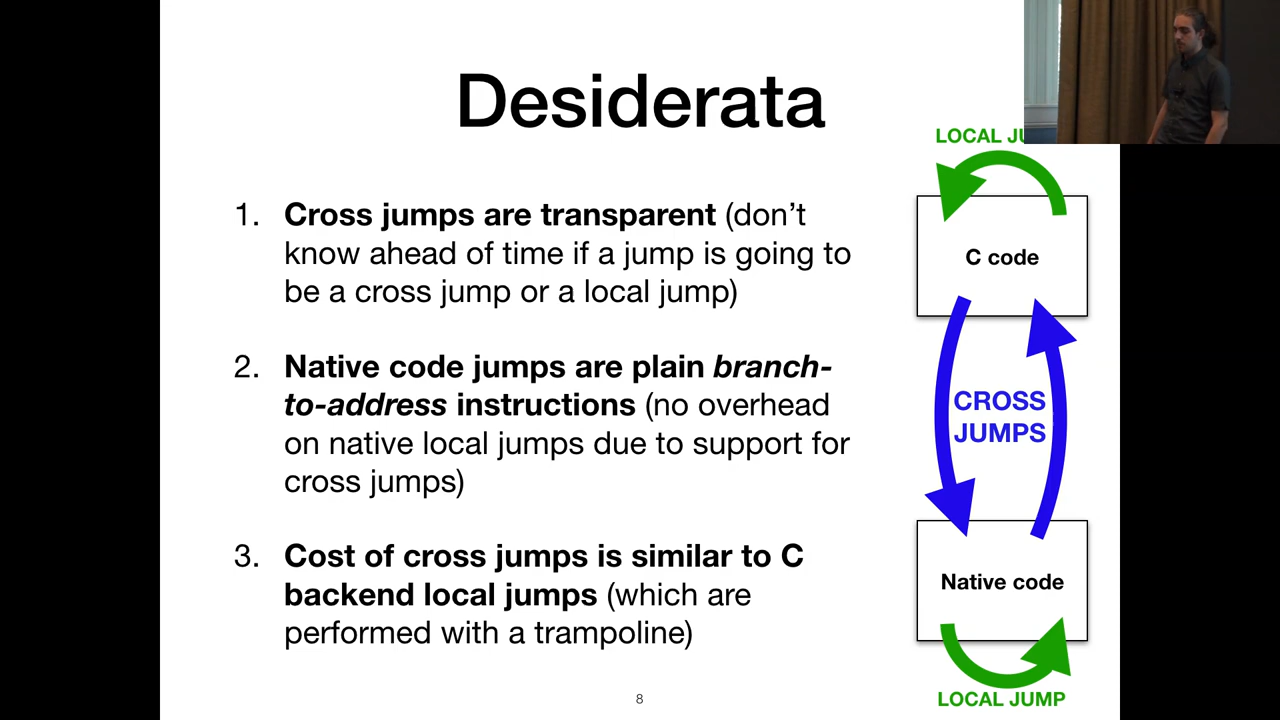 Desiderata
1. Cross jumps are transparent (don't
know ahead of time if a jump is going to
be a cross jump or a local jump)
2. Native code jumps are plain branch-
to-address instructions (no overhead
on native local jumps due to support for
cross jumps)
3. Cost of cross jumps is similar to C
backend local jumps (which are
performed with a trampoline)
LOCAL JU
C code
CROSS
JUMPS
Native code
LOCAL JUMP
8